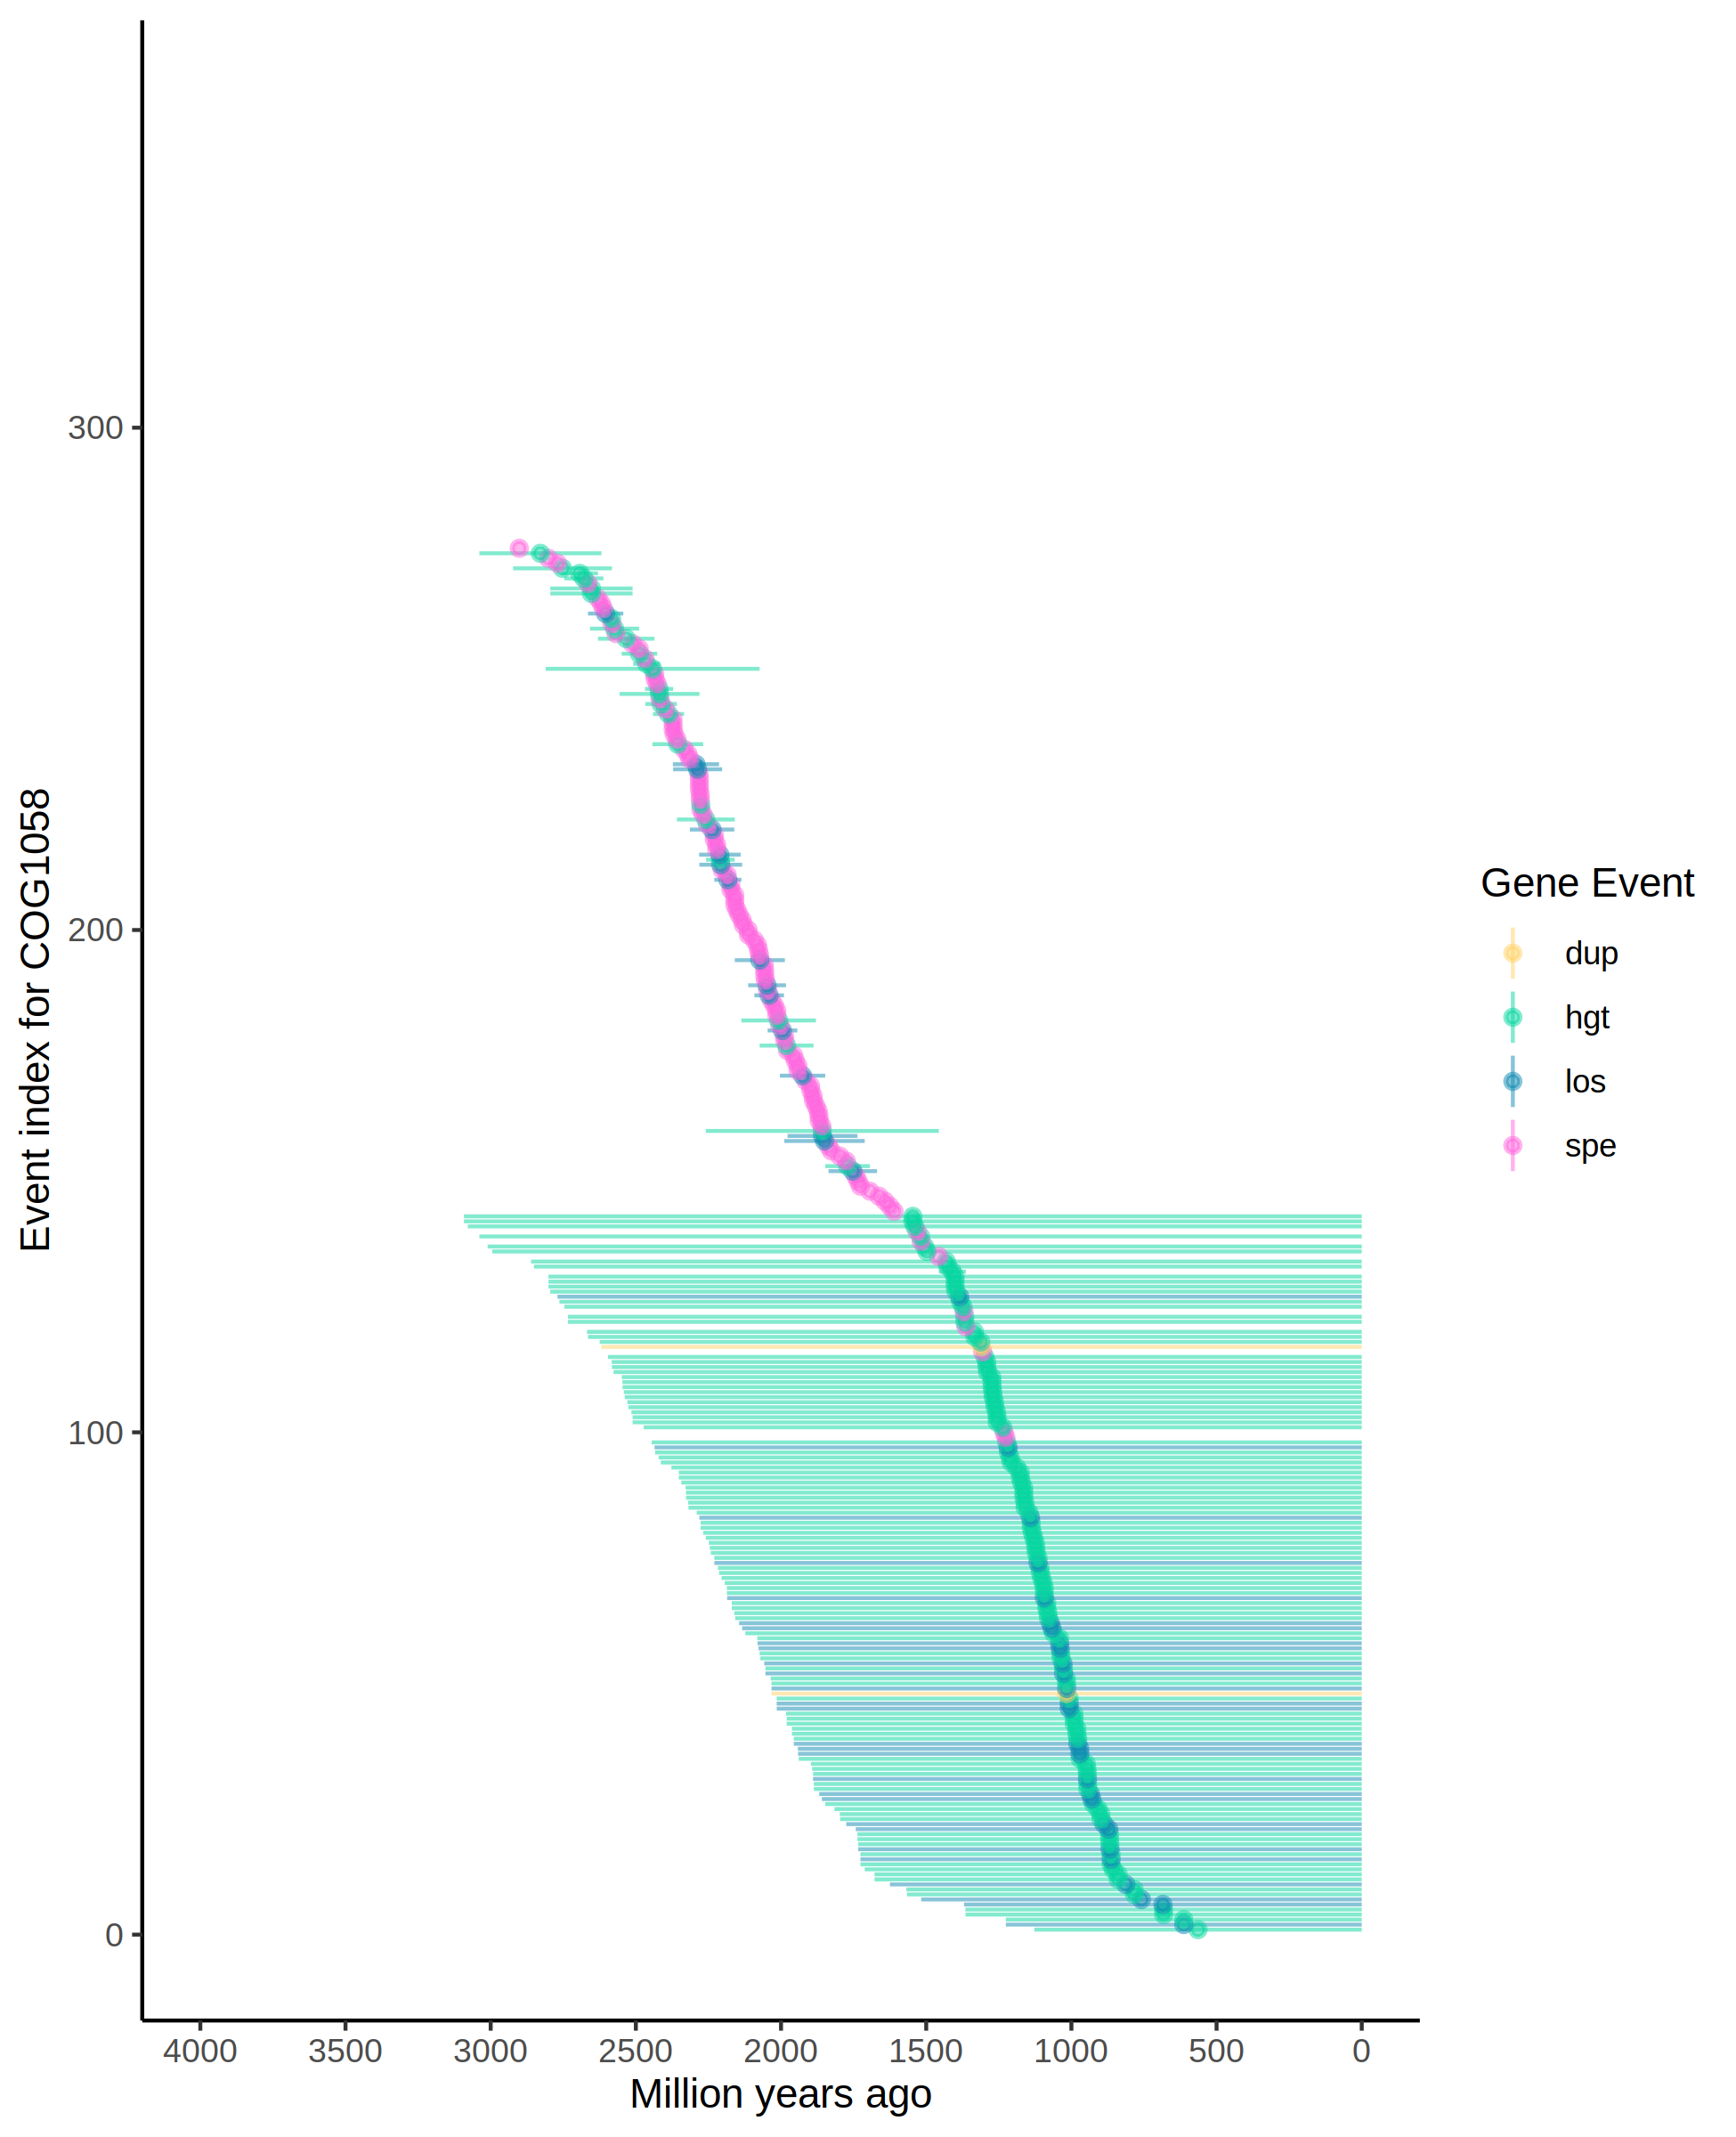 Event index for COG1058
300
200
100
0
4000 3500 3000 2500 2000 1500 1000 500 0
Million years ago
Gene Event
dup
hgt
los
spe